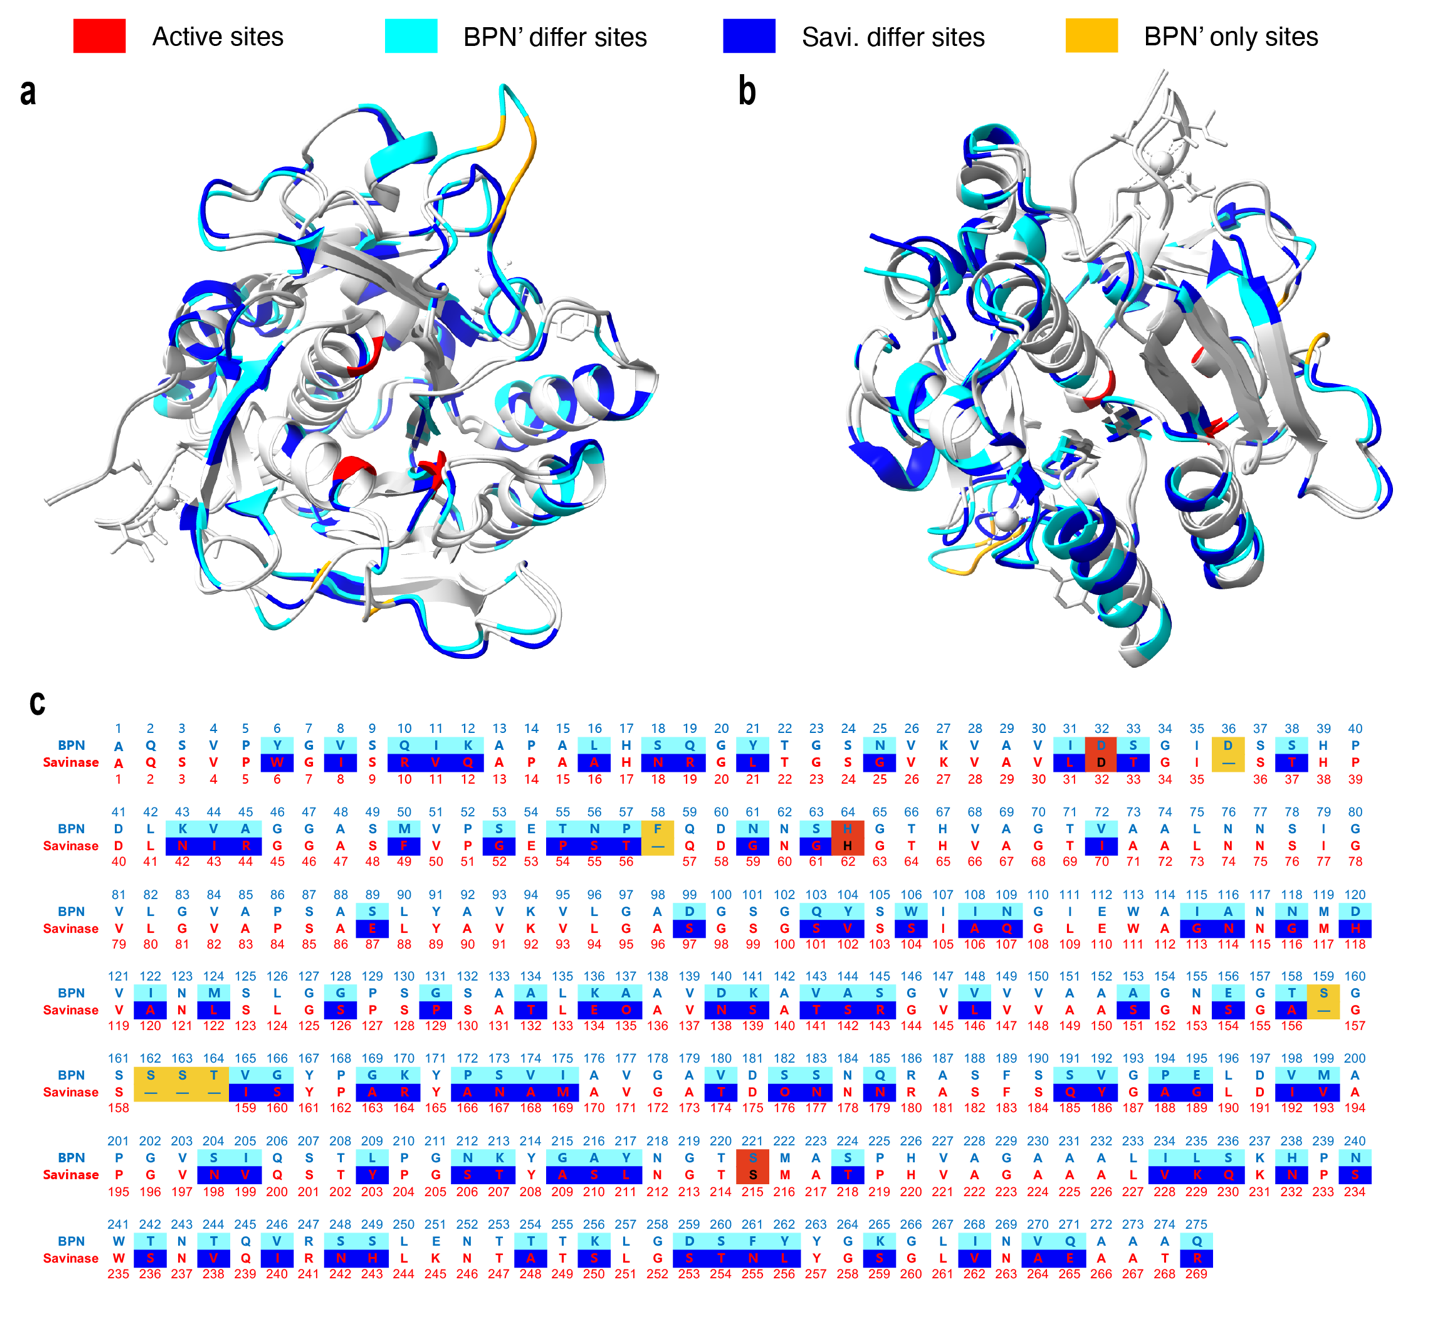 Active sites
BPN’ differ sites
Savi. differ sites
BPN’ only sites
a
b
c
1 2 3 4 5 6 7 8 9 10 11 12 13 14 15 16 17 18 19 20 21 22 23 24 25 26 27 28 29 30 31 32 33 34 35 36 37 38 39 40
BPN A Q S V P Y G V S Q I K A P A L H S Q G Y T G S N V K V A V I D S G I D S S H P
Savinase A Q S V P W G I S R V Q A P A A H N R G L T G S G V K V A V L D T G I — S T H P
1 2 3 4 5 6 7 8 9 10 11 12 13 14 15 16 17 18 19 20 21 22 23 24 25 26 27 28 29 30 31 32 33 34 35 36 37 38 39
41 42 43 44 45 46 47 48 49 50 51 52 53 54 55 56 57 58 59 60 61 62 63 64 65 66 67 68 69 70 71 72 73 74 75 76 77 78 79 80
BPN D L K V A G G A S M V P S E T N P F Q D N N S H G T H V A G T V A A L N N S I G
Savinase D L N I R G G A S F V P G E P S T — Q D G N G H G T H V A G T I A A L N N S I G
40 41 42 43 44 45 46 47 48 49 50 51 52 53 54 55 56 57 58 59 60 61 62 63 64 65 66 67 68 69 70 71 72 73 74 75 76 77 78
81 82 83 84 85 86 87 88 89 90 91 92 93 94 95 96 97 98 99 100 101 102 103 104 105 106 107 108 109 110 111 112 113 114 115 116 117 118 119 120
BPN V L G V A P S A S L Y A V K V L G A D G S G Q Y S W I I N G I E W A I A N N M D
Savinase V L G V A P S A E L Y A V K V L G A S G S G S V S S I A Q G L E W A G N N G M H
79 80 81 82 83 84 85 86 87 88 89 90 91 92 93 94 95 96 97 98 99 100 101 102 103 104 105 106 107 108 109 110 111 112 113 114 115 116 117 118
121 122 123 124 125 126 127 128 129 130 131 132 133 134 135 136 137 138 139 140 141 142 143 144 145 146 147 148 149 150 151 152 153 154 155 156 157 158 159 160
BPN V I N M S L G G P S G S A A L K A A V D K A V A S G V V V V A A A G N E G T S G
Savinase V A N L S L G S P S P S A T L E Q A V N S A T S R G V L V V A A S G N S G A — G
119 120 121 122 123 124 125 126 127 128 129 130 131 132 133 134 135 136 137 138 139 140 141 142 143 144 145 146 147 148 149 150 151 152 153 154 155 156 157
161 162 163 164 165 166 167 168 169 170 171 172 173 174 175 176 177 178 179 180 181 182 183 184 185 186 187 188 189 190 191 192 193 194 195 196 197 198 199 200
BPN S S S T V G Y P G K Y P S V I A V G A V D S S N Q R A S F S S V G P E L D V M A
Savinase S — — — I S Y P A R Y A N A M A V G A T D Q N N N R A S F S Q Y G A G L D I V A
158 159 160 161 162 163 164 165 166 167 168 169 170 171 172 173 174 175 176 177 178 179 180 181 182 183 184 185 186 187 188 189 190 191 192 193 194
201 202 203 204 205 206 207 208 209 210 211 212 213 214 215 216 217 218 219 220 221 222 223 224 225 226 227 228 229 230 231 232 233 234 235 236 237 238 239 240
BPN P G V S I Q S T L P G N K Y G A Y N G T S M A S P H V A G A A A L I L S K H P N
Savinase P G V N V Q S T Y P G S T Y A S L N G T S M A T P H V A G A A A L V K Q K N P S
195 196 197 198 199 200 201 202 203 204 205 206 207 208 209 210 211 212 213 214 215 216 217 218 219 220 221 222 223 224 225 226 227 228 229 230 231 232 233 234
241 242 243 244 245 246 247 248 249 250 251 252 253 254 255 256 257 258 259 260 261 262 263 264 265 266 267 268 269 270 271 272 273 274 275
BPN W T N T Q V R S S L E N T T T K L G D S F Y Y G K G L I N V Q A A A Q
Savinase W S N V Q I R N H L K N T A T S L G S T N L Y G S G L V N A E A A T R
235 236 237 238 239 240 241 242 243 244 245 246 247 248 249 250 251 252 253 254 255 256 257 258 259 260 261 262 263 264 265 266 267 268 269